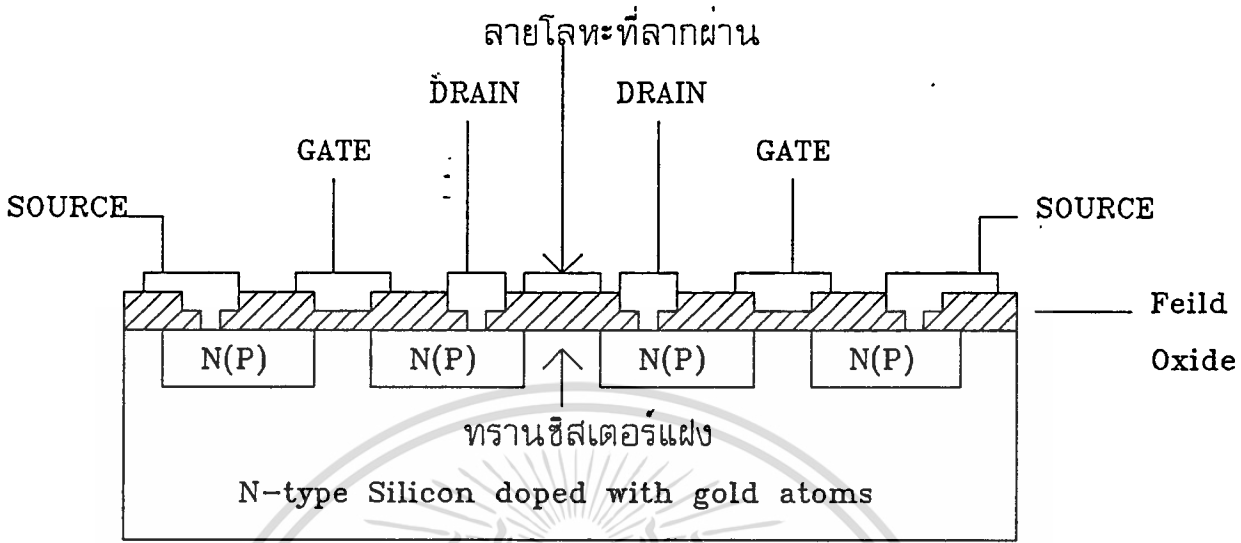 ลายโลหะที่ลากผ่าน
DRAIN DRAIN
GATE GATE
SOURCE SOURCE
Feild
Oxide
N(P) N(P) N(P) N(P)
ทรานซิสเตอร์แฝง
N-type Silicon doped with gold atoms